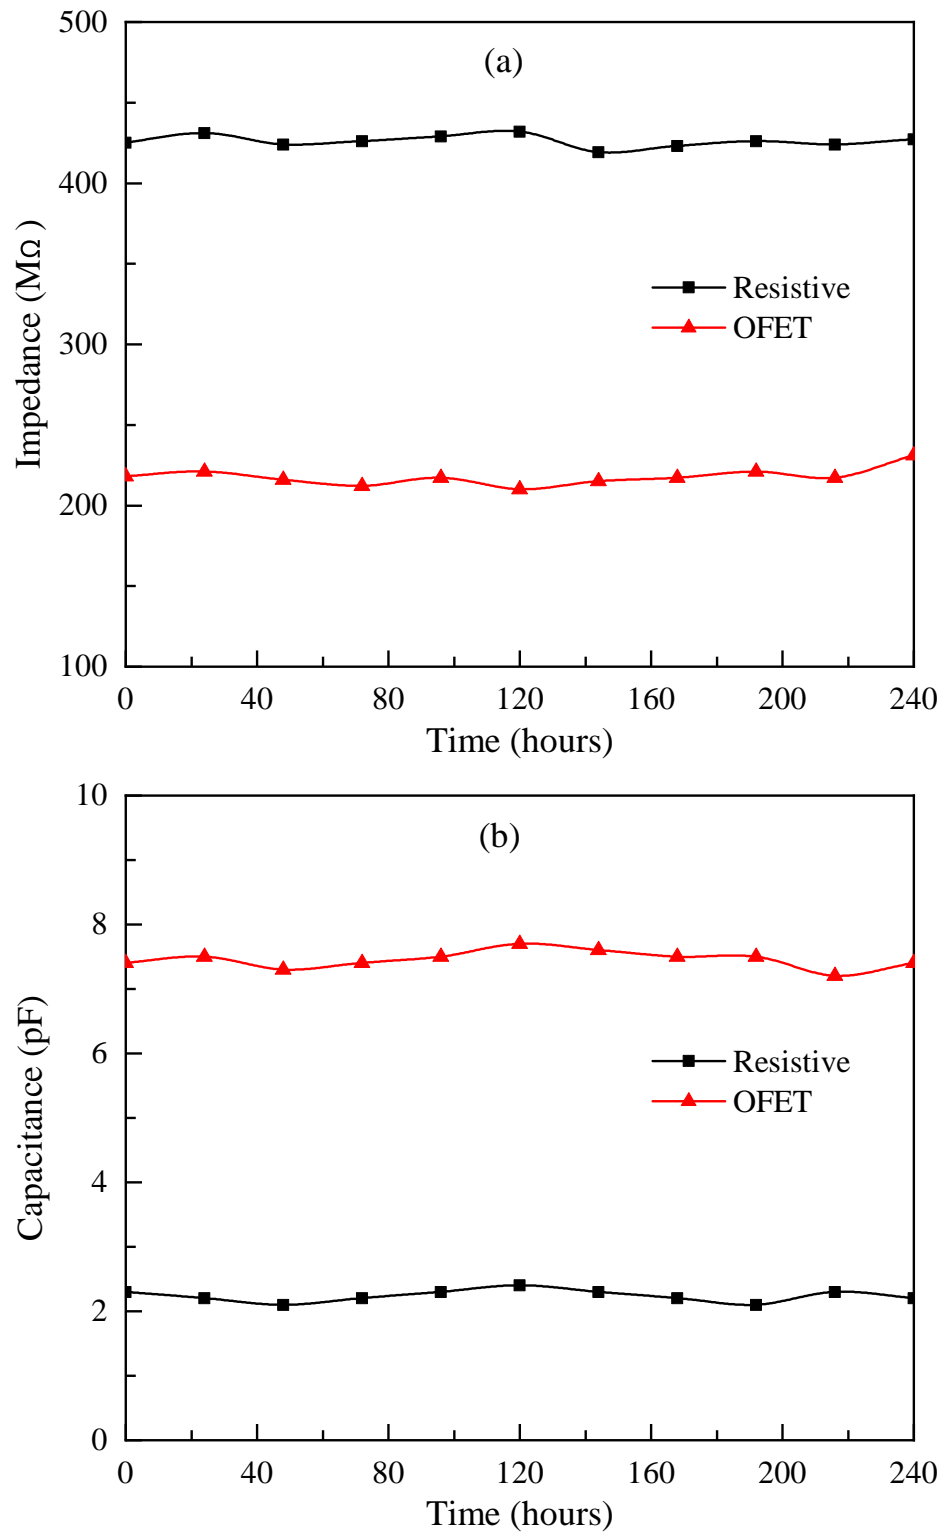 (a)
500
400
300
200
100
Impedance (MΩ)
Resistive
OFET
0 40 80 120 160 200 240
Time (hours)
(b)
10
8
6
4
2
0
Capacitance (pF)
Resistive
OFET
0 40 80 120 160 200 240
Time (hours)